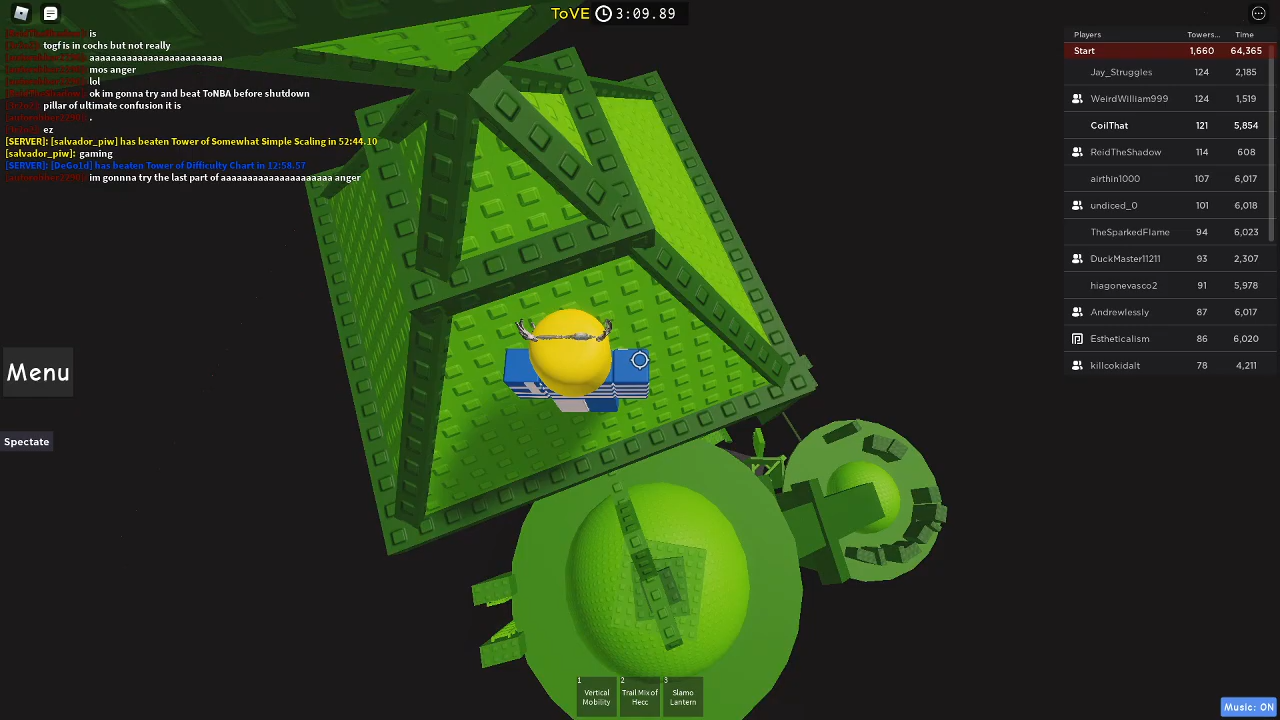 ToVE 3:09.89
is
togf is in cochs but not really
aaaaaaaaaaaaaaaaaaaaaaaaa
mos anger
lol
ok im gonna try and beat ToNBA before shutdown
pillar of ultimate confusion it is
.
ez
[SERVER]: [salvador_piw] has beaten Tower of Somewhat Simple Scaling in 52:44.10
[salvador_piw]: gaming
[SERVER]: [DeGo1d] has beaten Tower of Difficulty Chart in 12:58.57
im gonnna try the last part of aaaaaaaaaaaaaaaaaaaaa anger
Menu
Spectate
Players Towers... Time
Start 1,660 64,365
Jay_Struggles 124 2,185
WeirdWilliam999 124 1,519
CoilThat 121 5,854
ReidTheShadow 114 608
airthin1000 107 6,017
undiced_0 101 6,018
TheSparkedFlame 94 6,023
DuckMaster11211 93 2,307
hiagonevasco2 91 5,978
Andrewlessly 87 6,017
Estheticalism 86 6,020
killcokidalt 78 4,211
1 2 3
Vertical Mobility
Trail Mix of Hecc
Slamo Lantern
Music: ON